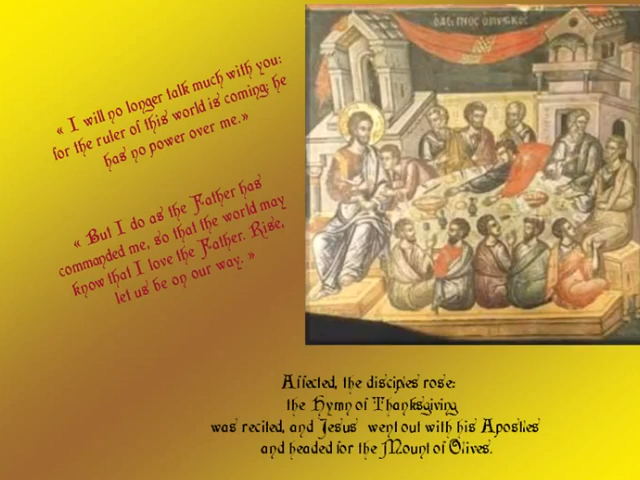 « I will no longer talk much with you:
for the ruler of this world is coming; he
has no power over me.»
« But I do as the Father has
commanded me, so that the world may
know that I love the Father. Rise,
let us be on our way. »
Affected, the disciples rose:
the Hymn of Thanksgiving
was recited, and Jesus went out with his Apostles
and headed for the Mount of Olives.